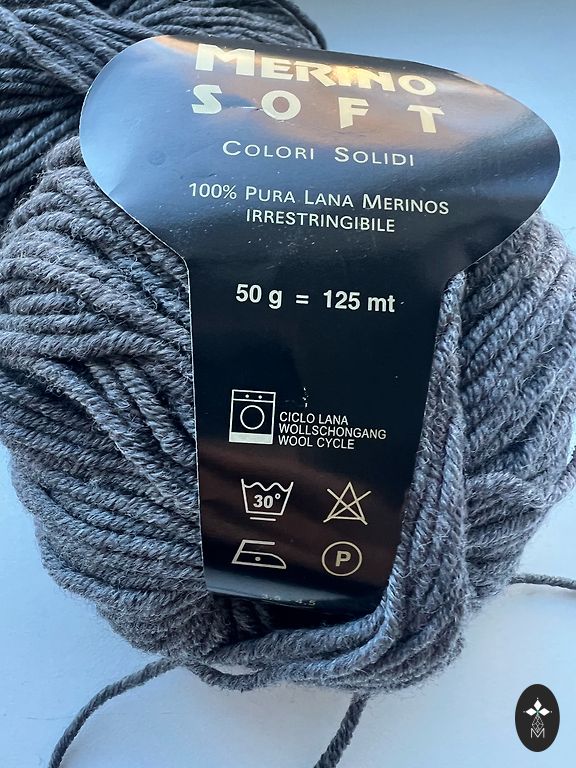 MERINO
SOFT
COLORI SOLIDI
100% PURA LANA MERINOS
IRRESTRINGIBILE
50 g = 125 mt
CICLO LANA
WOLLSCHONGANG
WOOL CYCLE
30°
P
M